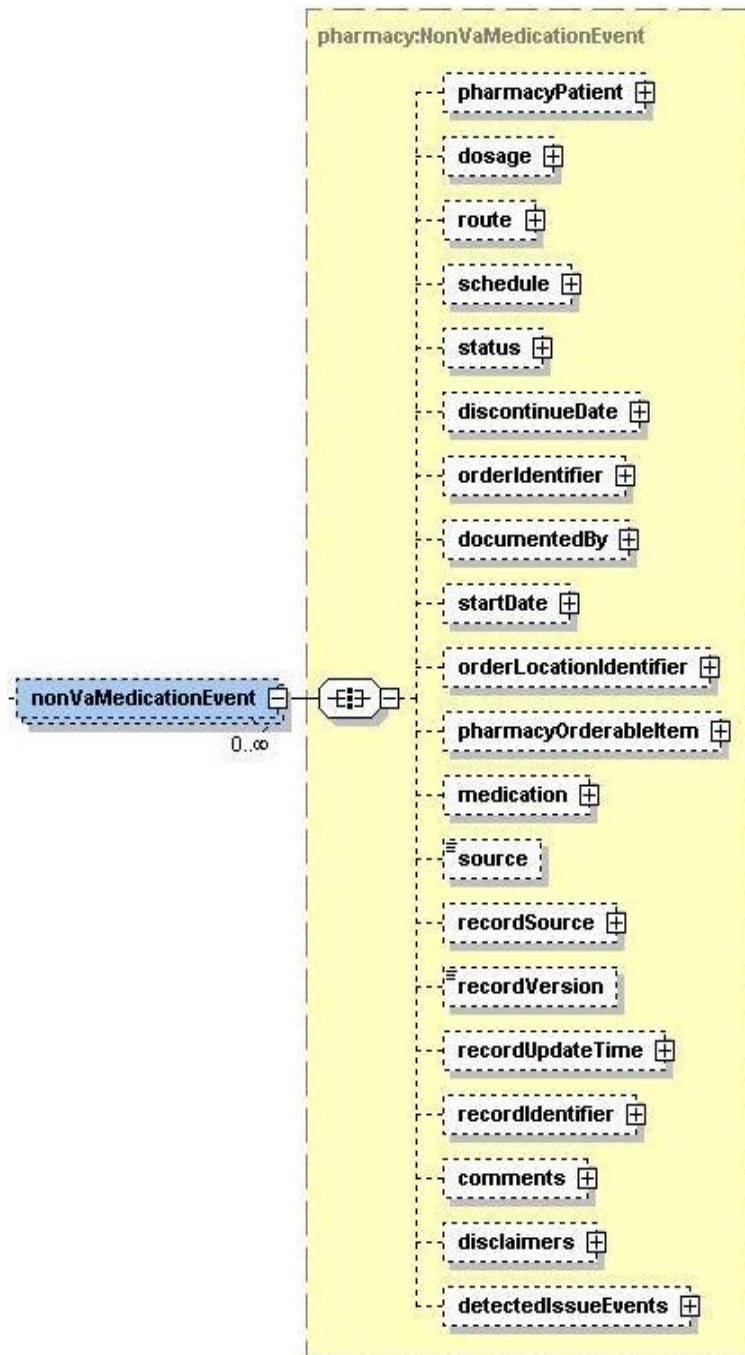 pharmacy:NonVaMedicationEvent
pharmacyPatient
dosage
route
schedule
status
discontinueDate
orderIdentifier
documentedBy
startDate
orderLocationIdentifier
nonVaMedicationEvent
0..∞
pharmacyOrderableItem
medication
source
recordSource
recordVersion
recordUpdateTime
recordIdentifier
comments
disclaimers
detectedIssueEvents